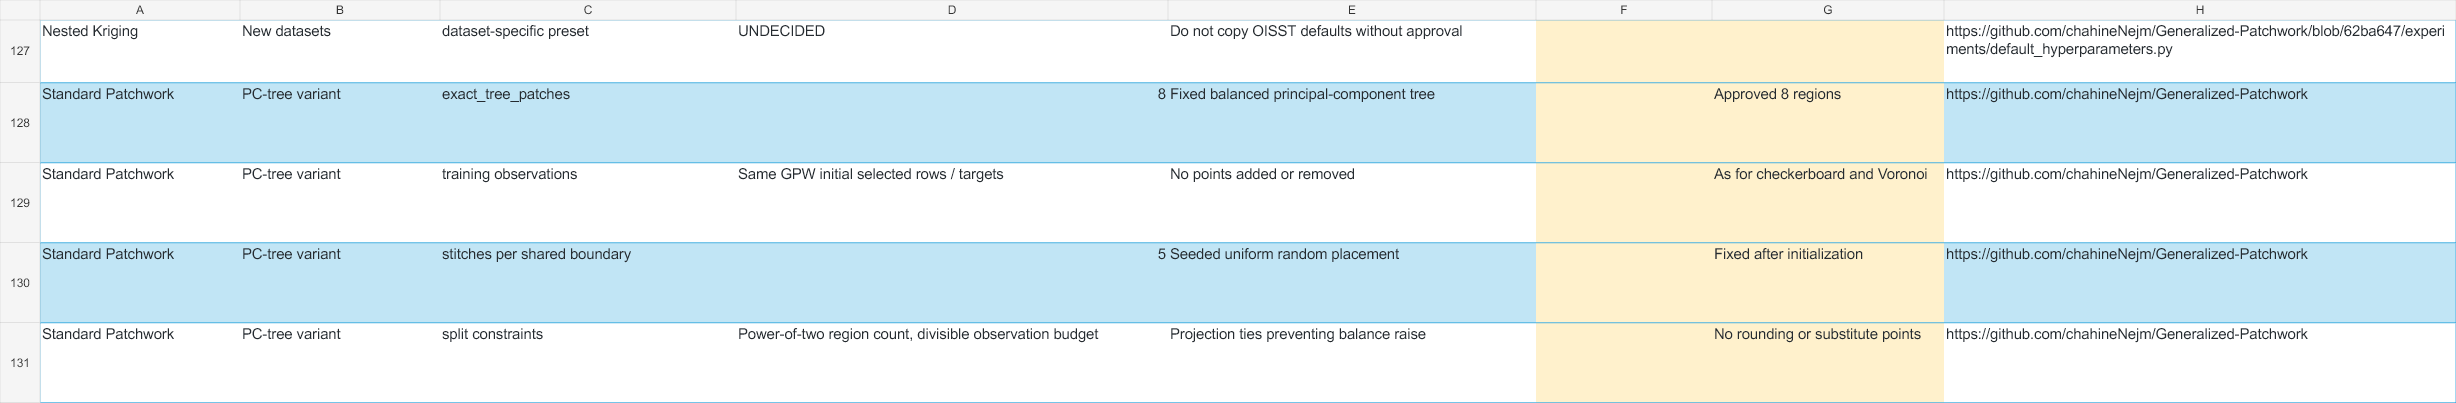 A B C D E F G H
127 Nested Kriging New datasets dataset-specific preset UNDECIDED Do not copy OISST defaults without approval https://github.com/chahineNejm/Generalized-Patchwork/blob/62ba647/experi
ments/default_hyperparameters.py
128 Standard Patchwork PC-tree variant exact_tree_patches 8 Fixed balanced principal-component tree Approved 8 regions https://github.com/chahineNejm/Generalized-Patchwork
129 Standard Patchwork PC-tree variant training observations Same GPW initial selected rows / targets No points added or removed As for checkerboard and Voronoi https://github.com/chahineNejm/Generalized-Patchwork
130 Standard Patchwork PC-tree variant stitches per shared boundary 5 Seeded uniform random placement Fixed after initialization https://github.com/chahineNejm/Generalized-Patchwork
131 Standard Patchwork PC-tree variant split constraints Power-of-two region count, divisible observation budget Projection ties preventing balance raise No rounding or substitute points https://github.com/chahineNejm/Generalized-Patchwork